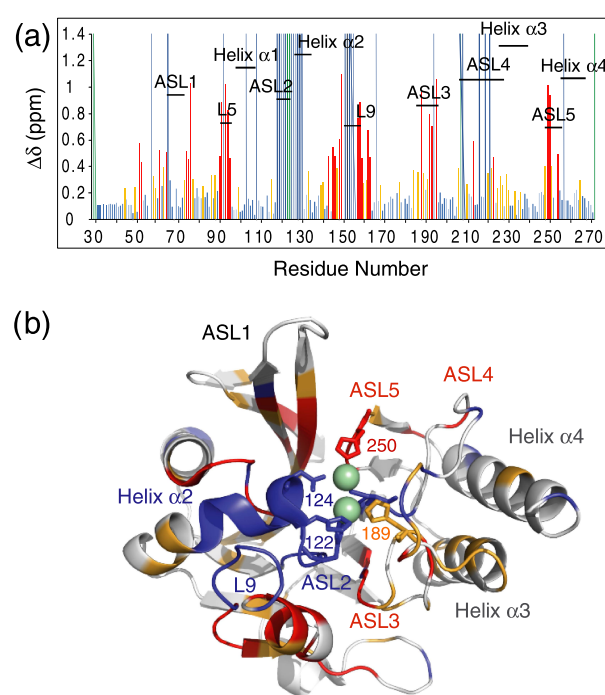 (a)
Δδ (ppm)
1.4
1.2
1
0.8
0.6
0.4
0.2
0
ASL1
L5
Helix α1
ASL2
Helix α2
L9
ASL3
Helix α3
ASL4
Helix α4
ASL5
30 50 70 90 110 130 150 170 190 210 230 250 270
Residue Number
(b)
ASL1
ASL5
ASL4
250
Helix α4
Helix α2
124
122
189
L9
ASL2
ASL3
Helix α3